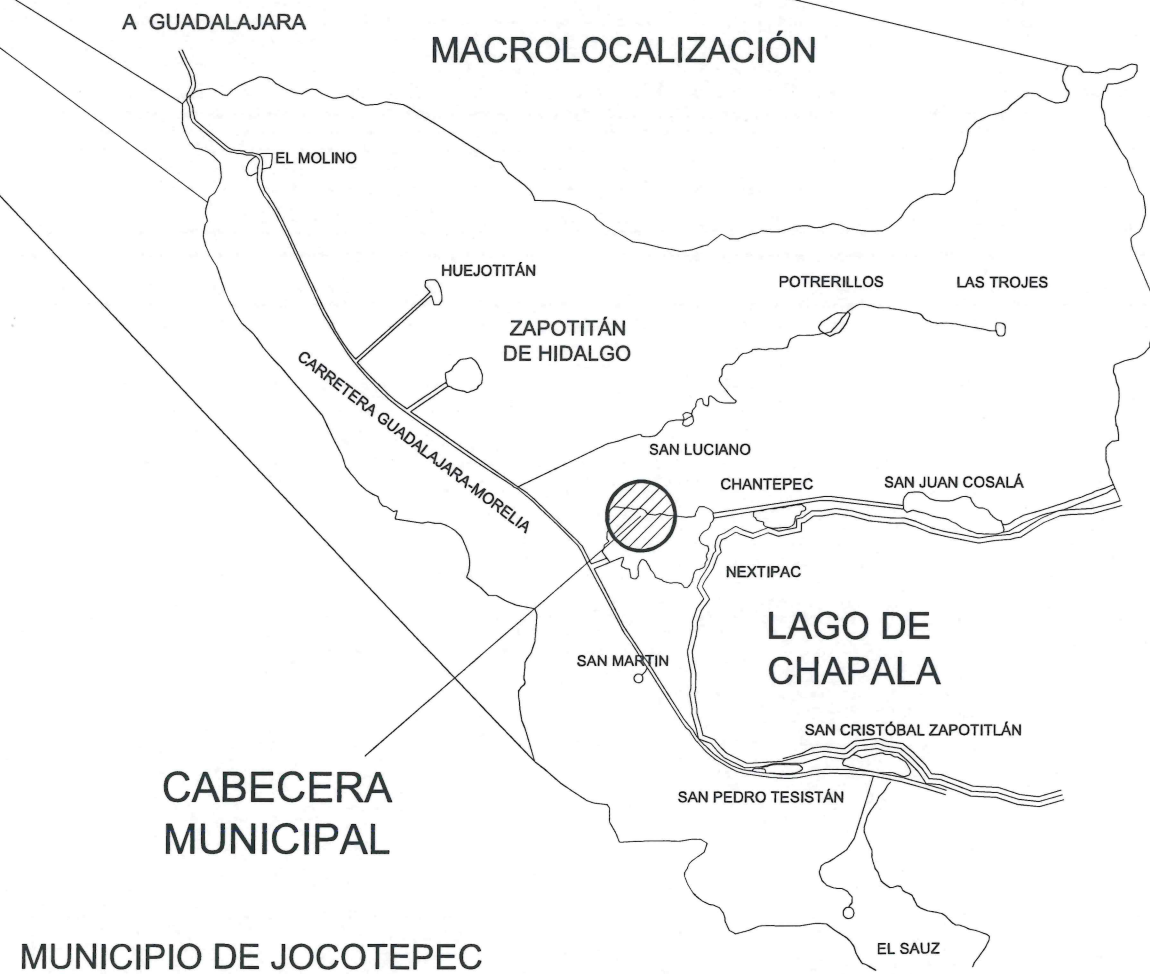 A GUADALAJARA
MACROLOCALIZACIÓN
EL MOLINO
HUEJOTITÁN
POTRERILLOS
LAS TROJES
ZAPOTITÁN
DE HIDALGO
CARRETERA GUADALAJARA-MORELIA
SAN LUCIANO
CHANTEPEC
SAN JUAN COSALÁ
NEXTIPAC
LAGO DE
CHAPALA
SAN MARTIN
SAN CRISTÓBAL ZAPOTITLÁN
CABECERA
MUNICIPAL
SAN PEDRO TESISTÁN
EL SAUZ
MUNICIPIO DE JOCOTEPEC